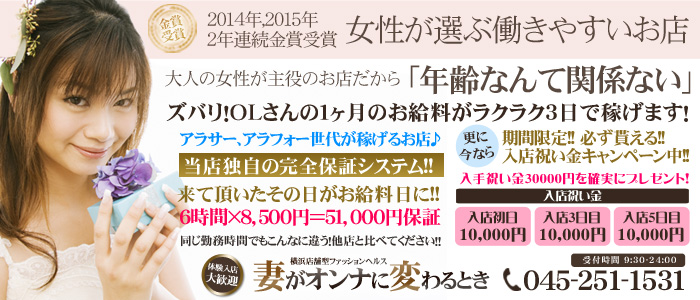 金賞
受賞
2014年,2015年
2年連続金賞受賞
女性が選ぶ働きやすいお店
大人の女性が主役のお店だから「年齢なんて関係ない」
ズバリ!OLさんの1ヶ月のお給料がラクラク3日で稼げます!
アラサー、アラフォー世代が稼げるお店♪
当店独自の完全保証システム!!
来て頂いたその日がお給料日に!!
6時間×8,500円=51,000円保証
同じ勤務時間でもこんなに違う!他店と比べてください!!
更に
今なら
期間限定!! 必ず貰える!!
入店祝い金キャンペーン中!!
入手祝い金30000円を確実にプレゼント!
入店祝い金
入店初日
10,000円
入店3日目
10,000円
入店5日目
10,000円
体験入店
大歓迎
横浜店舗型ファッションヘルス
妻がオンナに変わるとき
受付時間 9:30-24:00
045-251-1531